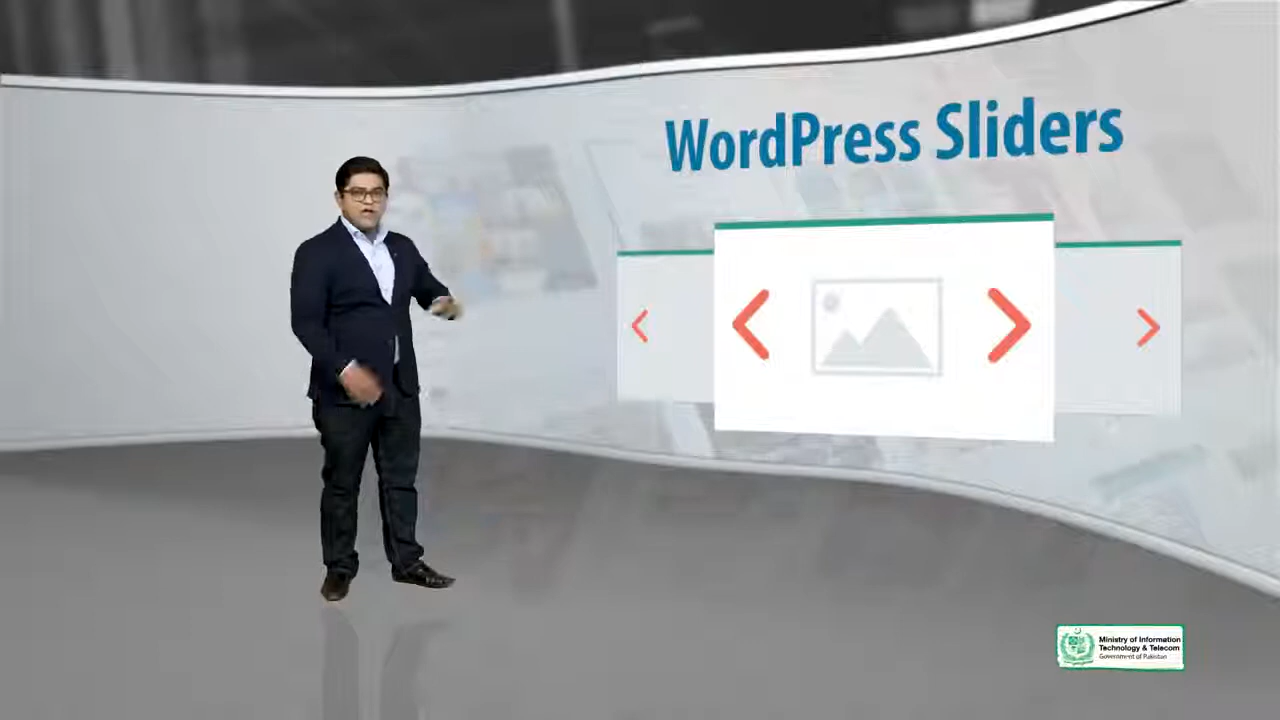 WordPress Sliders
Ministry of Information
Technology & Telecom
Government of Pakistan